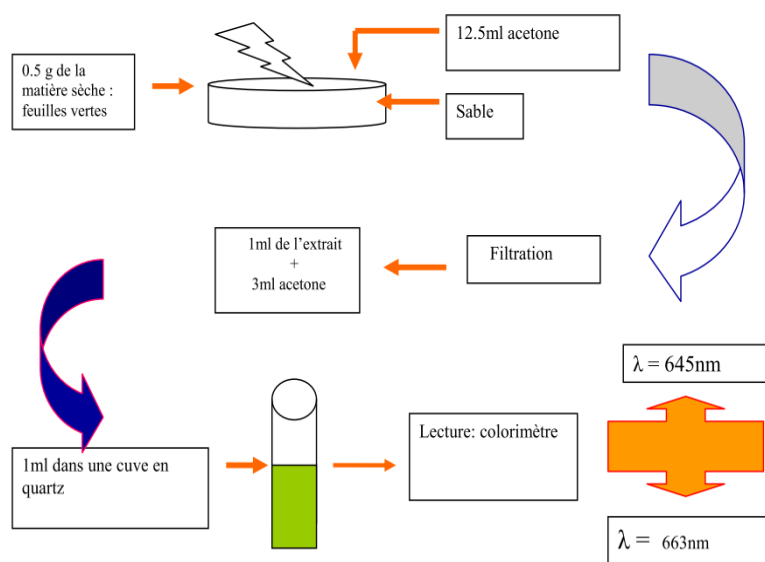 0.5 g de la
matière sèche :
feuilles vertes
12.5ml acetone
Sable
Filtration
1ml de l’extrait
+
3ml acetone
1ml dans une cuve en
quartz
Lecture: colorimètre
λ = 645nm
λ = 663nm